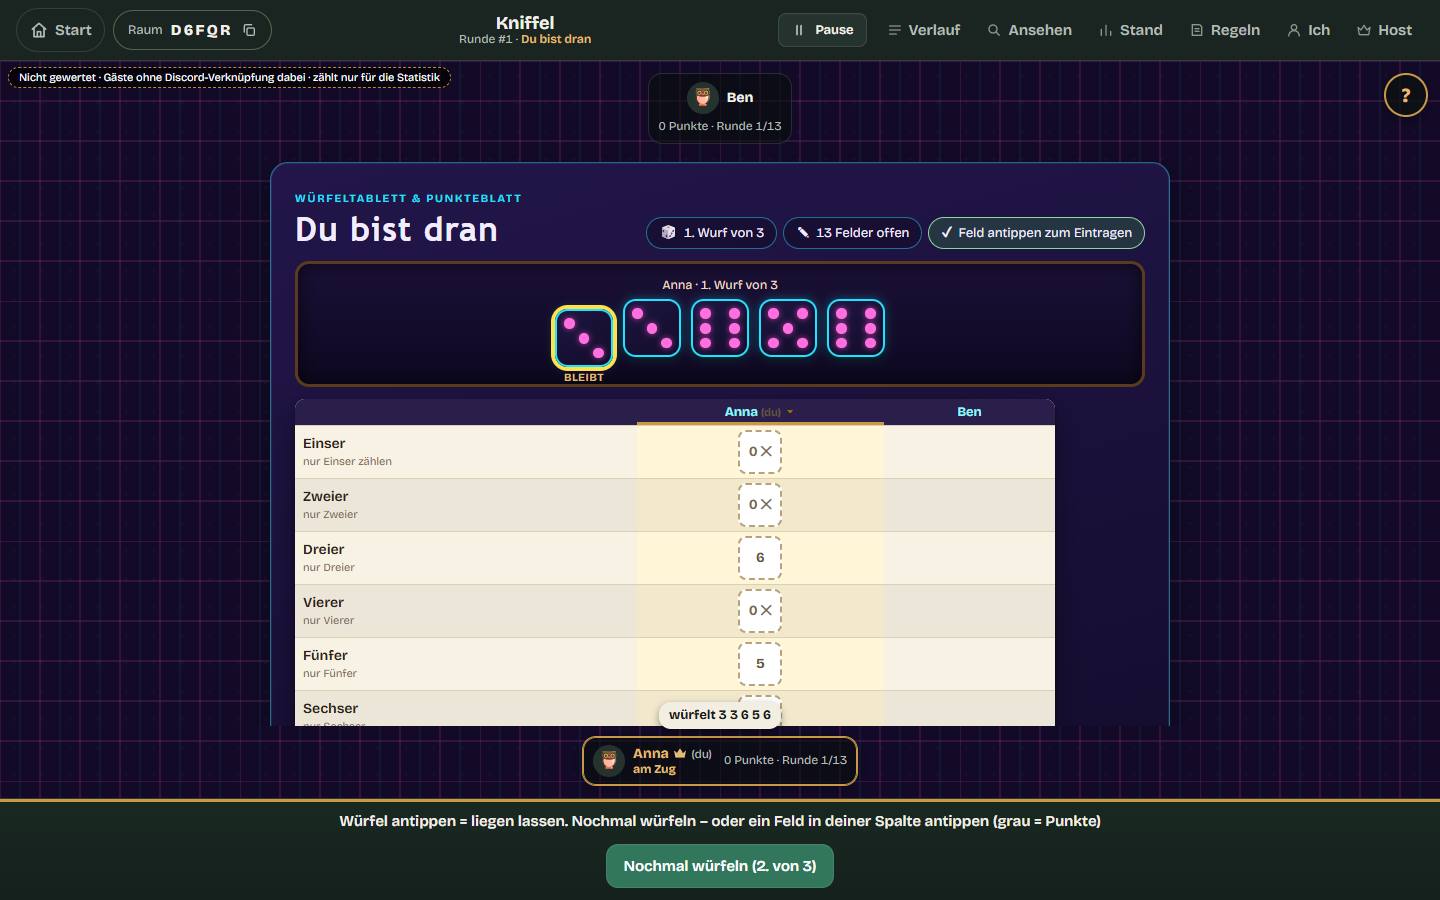 Start
Raum D6FQR
Kniffel
Runde #1 · Du bist dran
Pause
Verlauf
Ansehen
Stand
Regeln
Ich
Host
Nicht gewertet · Gäste ohne Discord-Verknüpfung dabei · zählt nur für die Statistik
Ben
0 Punkte · Runde 1/13
?
WÜRFELTABLETT & PUNKTEBLATT
Du bist dran
1. Wurf von 3
13 Felder offen
✓ Feld antippen zum Eintragen
Anna · 1. Wurf von 3
BLEIBT
Anna (du)
Ben
Einser
nur Einser zählen
0 ×
Zweier
nur Zweier
0 ×
Dreier
nur Dreier
6
Vierer
nur Vierer
0 ×
Fünfer
nur Fünfer
5
Sechser
würfelt 3 3 6 5 6
Anna (du)
am Zug
0 Punkte · Runde 1/13
Würfel antippen = liegen lassen. Nochmal würfeln – oder ein Feld in deiner Spalte antippen (grau = Punkte)
Nochmal würfeln (2. von 3)